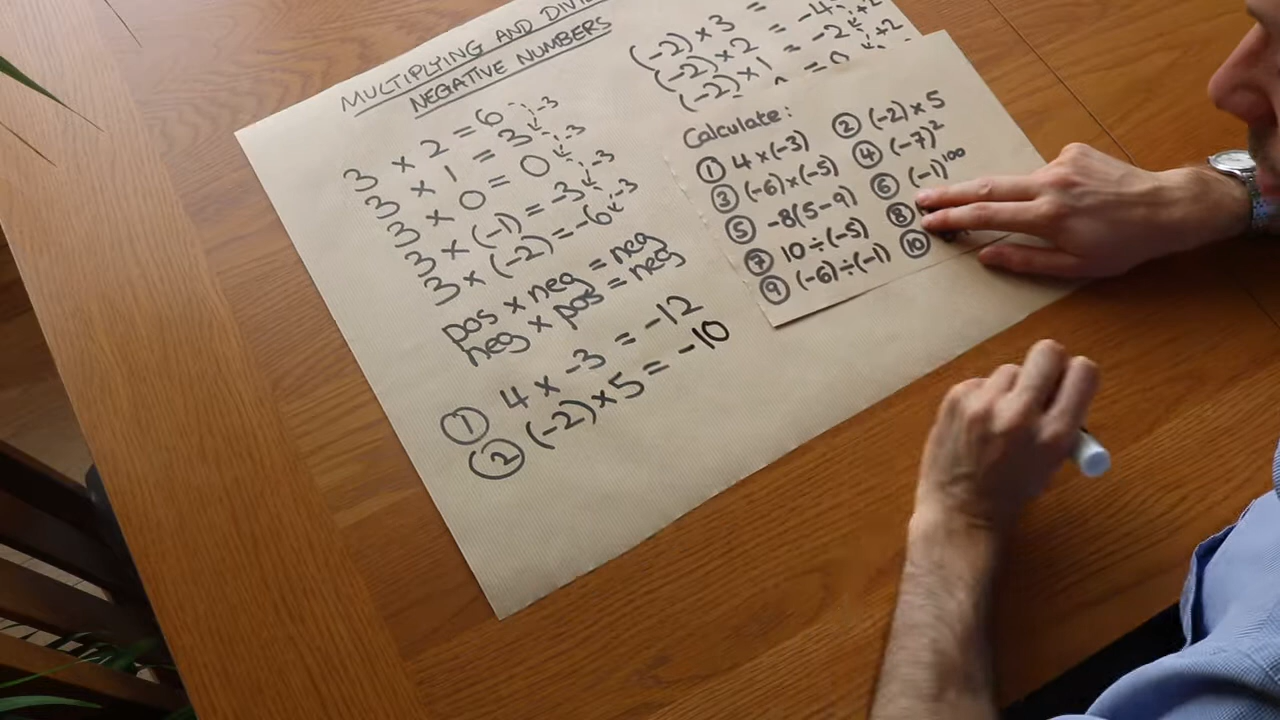 MULTIPLYING AND
NEGATIVE NUMBERS
3 × 2 = 6 -3
3 × 1 = 3 -3
3 × 0 = 0 -3
3 × (-1) = -3 -3
3 × (-2) = -6
pos × neg = neg
neg × pos = neg
① 4 × -3 = -12
② (-2) × 5 = -10
(-2) × 3 =
(-2) × 2 = -4 +2
(-2) × 1 = -2 +2
= 0
Calculate:
① 4 × (-3) ② (-2) × 5
③ (-6) × (-5) ④ (-7)²
⑤ -8(5-9) ⑥ (-1)¹⁰⁰
⑦ 10 ÷ (-5) ⑧
⑨ (-6) ÷ (-1) ⑩